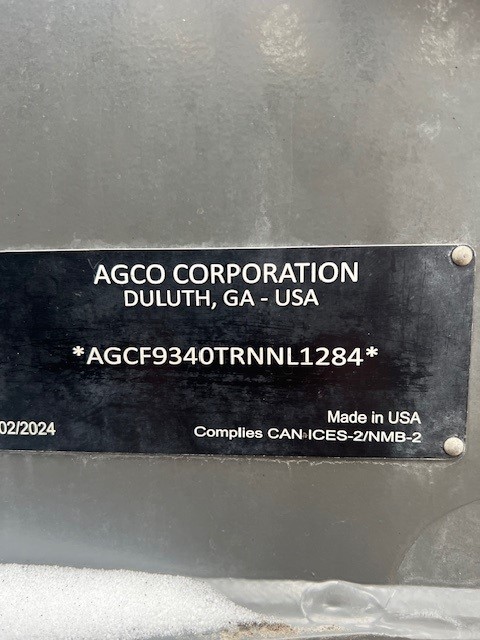 AGCO CORPORATION
DULUTH, GA - USA
*AGCF9340TRNNL1284*
Made in USA
02/2024
Complies CAN ICES-2/NMB-2